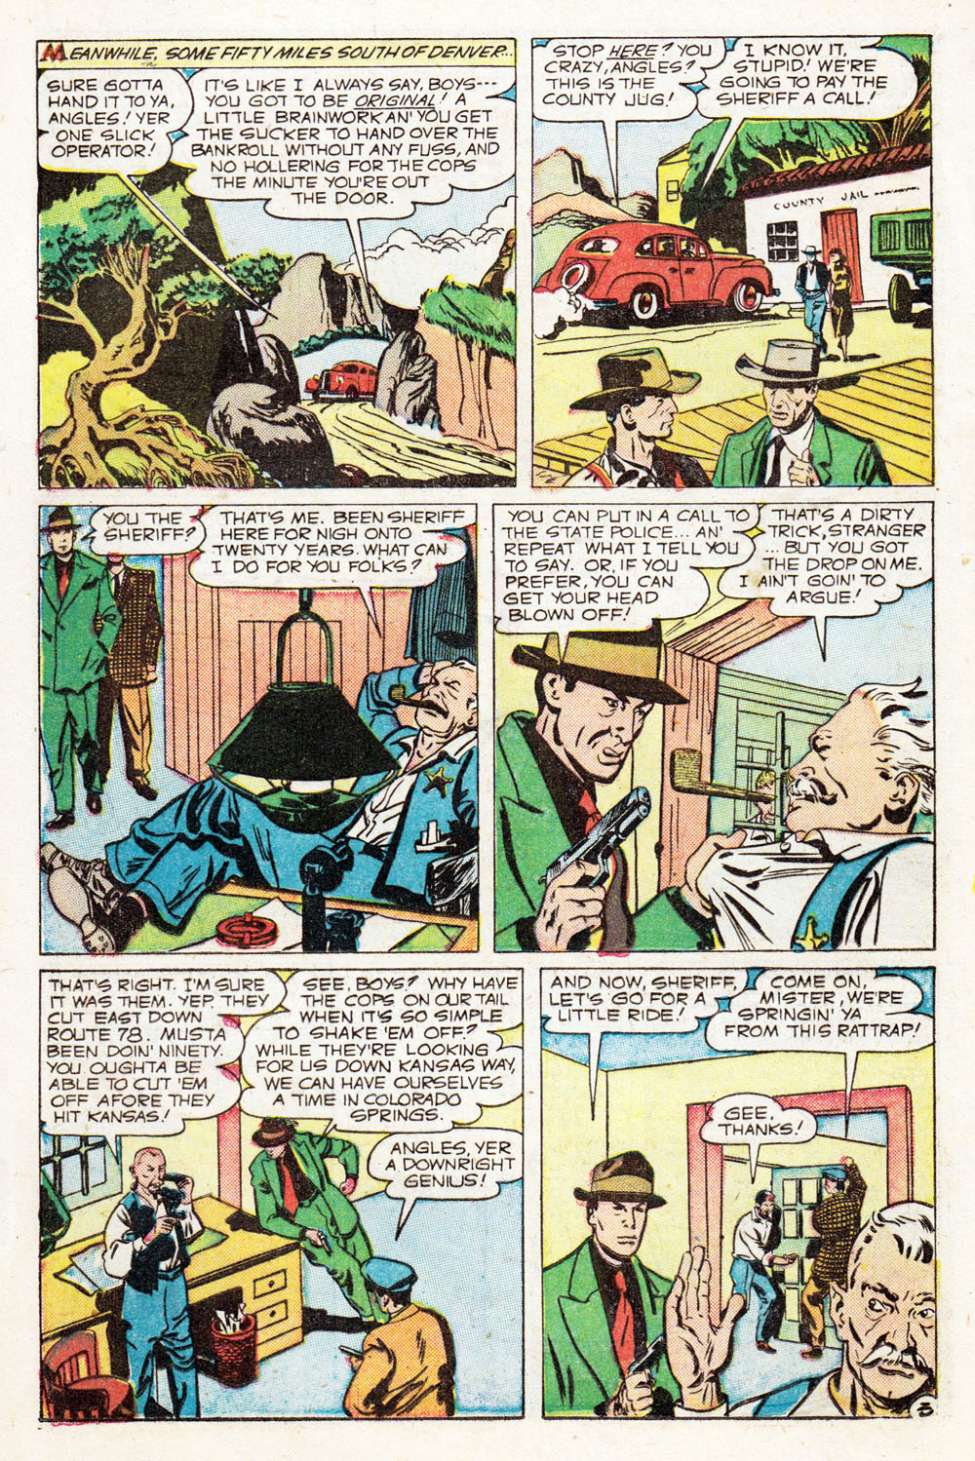 MEANWHILE, SOME FIFTY MILES SOUTH OF DENVER...
SURE GOTTA
HAND IT TO YA,
ANGLES! YER
ONE SLICK
OPERATOR!
IT'S LIKE I ALWAYS SAY, BOYS---
YOU GOT TO BE ORIGINAL! A
LITTLE BRAINWORK AN' YOU GET
THE SUCKER TO HAND OVER THE
BANKROLL WITHOUT ANY FUSS, AND
NO HOLLERING FOR THE COPS
THE MINUTE YOU'RE OUT
THE DOOR.
STOP HERE? YOU
CRAZY, ANGLES?
THIS IS THE
COUNTY JUG!
I KNOW IT,
STUPID! WE'RE
GOING TO PAY THE
SHERIFF A CALL!
COUNTY JAIL
YOU THE
SHERIFF?
THAT'S ME. BEEN SHERIFF
HERE FOR NIGH ONTO
TWENTY YEARS. WHAT CAN
I DO FOR YOU FOLKS?
YOU CAN PUT IN A CALL TO
THE STATE POLICE... AN'
REPEAT WHAT I TELL YOU
TO SAY. OR, IF YOU
PREFER, YOU CAN
GET YOUR HEAD
BLOWN OFF!
THAT'S A DIRTY
TRICK, STRANGER
...BUT YOU GOT
THE DROP ON ME.
I AIN'T GOIN' TO
ARGUE!
THAT'S RIGHT. I'M SURE
IT WAS THEM. YEP, THEY
CUT EAST DOWN
ROUTE 78. MUSTA
BEEN DOIN' NINETY.
YOU OUGHTA BE
ABLE TO CUT 'EM
OFF AFORE THEY
HIT KANSAS!
SEE, BOYS? WHY HAVE
THE COPS ON OUR TAIL
WHEN IT'S SO SIMPLE
TO SHAKE 'EM OFF?
WHILE THEY'RE LOOKING
FOR US DOWN KANSAS WAY,
WE CAN HAVE OURSELVES
A TIME IN COLORADO
SPRINGS.
ANGLES, YER
A DOWNRIGHT
GENIUS!
AND NOW, SHERIFF,
LET'S GO FOR A
LITTLE RIDE!
COME ON,
MISTER, WE'RE
SPRINGIN' YA
FROM THIS RATTRAP!
GEE,
THANKS!
3